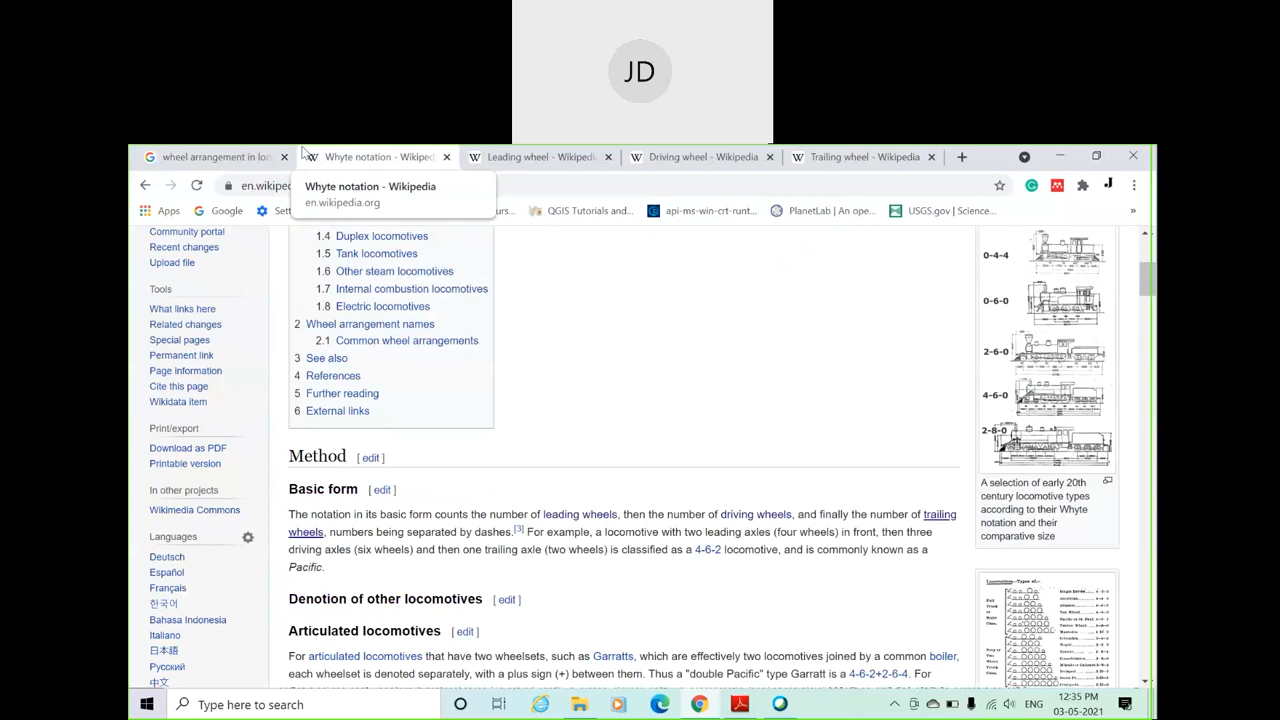 JD
wheel arrangement in loc
Whyte notation - Wikiped
Leading wheel - Wikipedi
Driving wheel - Wikipedia
Trailing wheel - Wikipedia
en.wikiped
Whyte notation - Wikipedia
en.wikipedia.org
Apps
Google
Sett
urs...
QGIS Tutorials and...
api-ms-win-crt-runt...
PlanetLab | An ope...
USGS.gov | Science...
»
Community portal
Recent changes
Upload file
Tools
What links here
Related changes
Special pages
Permanent link
Page information
Cite this page
Wikidata item
Print/export
Download as PDF
Printable version
In other projects
Wikimedia Commons
Languages
Deutsch
Español
Français
한국어
Bahasa Indonesia
Italiano
日本語
Русский
中文
1.4 Duplex locomotives
1.5 Tank locomotives
1.6 Other steam locomotives
1.7 Internal combustion locomotives
1.8 Electric locomotives
2 Wheel arrangement names
2.1 Common wheel arrangements
3 See also
4 References
5 Further reading
6 External links
Method [ edit ]
Basic form [ edit ]
The notation in its basic form counts the number of leading wheels, then the number of driving wheels, and finally the number of trailing
wheels, numbers being separated by dashes.[3] For example, a locomotive with two leading axles (four wheels) in front, then three
driving axles (six wheels) and then one trailing axle (two wheels) is classified as a 4-6-2 locomotive, and is commonly known as a
Pacific.
Denoton of other locomotives [ edit ]
Articulated locomotives [ edit ]
For articulated locomotives that have two wheelsets, such as Garratts, which are effectively two locomotives joined by a common boiler,
each wheelset is denoted separately, with a plus sign (+) between them. Thus a "double Pacific" type Garratt is a 4-6-2+2-6-4. For
0-4-4
0-6-0
2-6-0
4-6-0
2-8-0
A selection of early 20th
century locomotive types
according to their Whyte
notation and their
comparative size
Type here to search
ENG
12:35 PM
03-05-2021